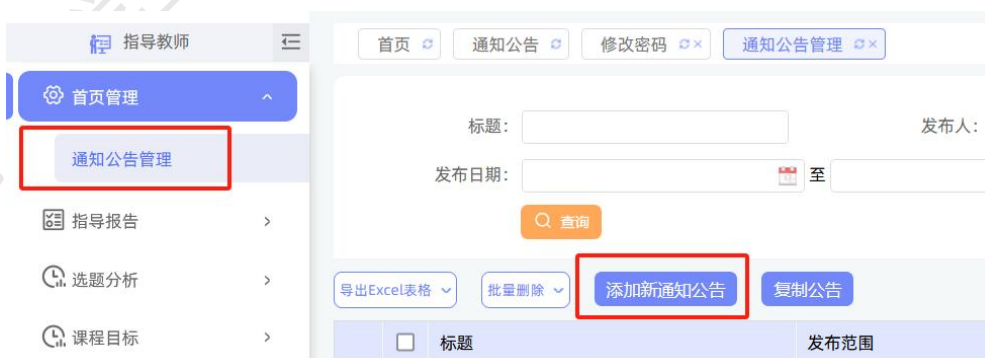 指导教师
首页
通知公告
修改密码
通知公告管理
首页管理
通知公告管理
指导报告
选题分析
课程目标
标题：
发布人：
发布日期：
至
查询
导出Excel表格
批量删除
添加新通知公告
复制公告
标题
发布范围